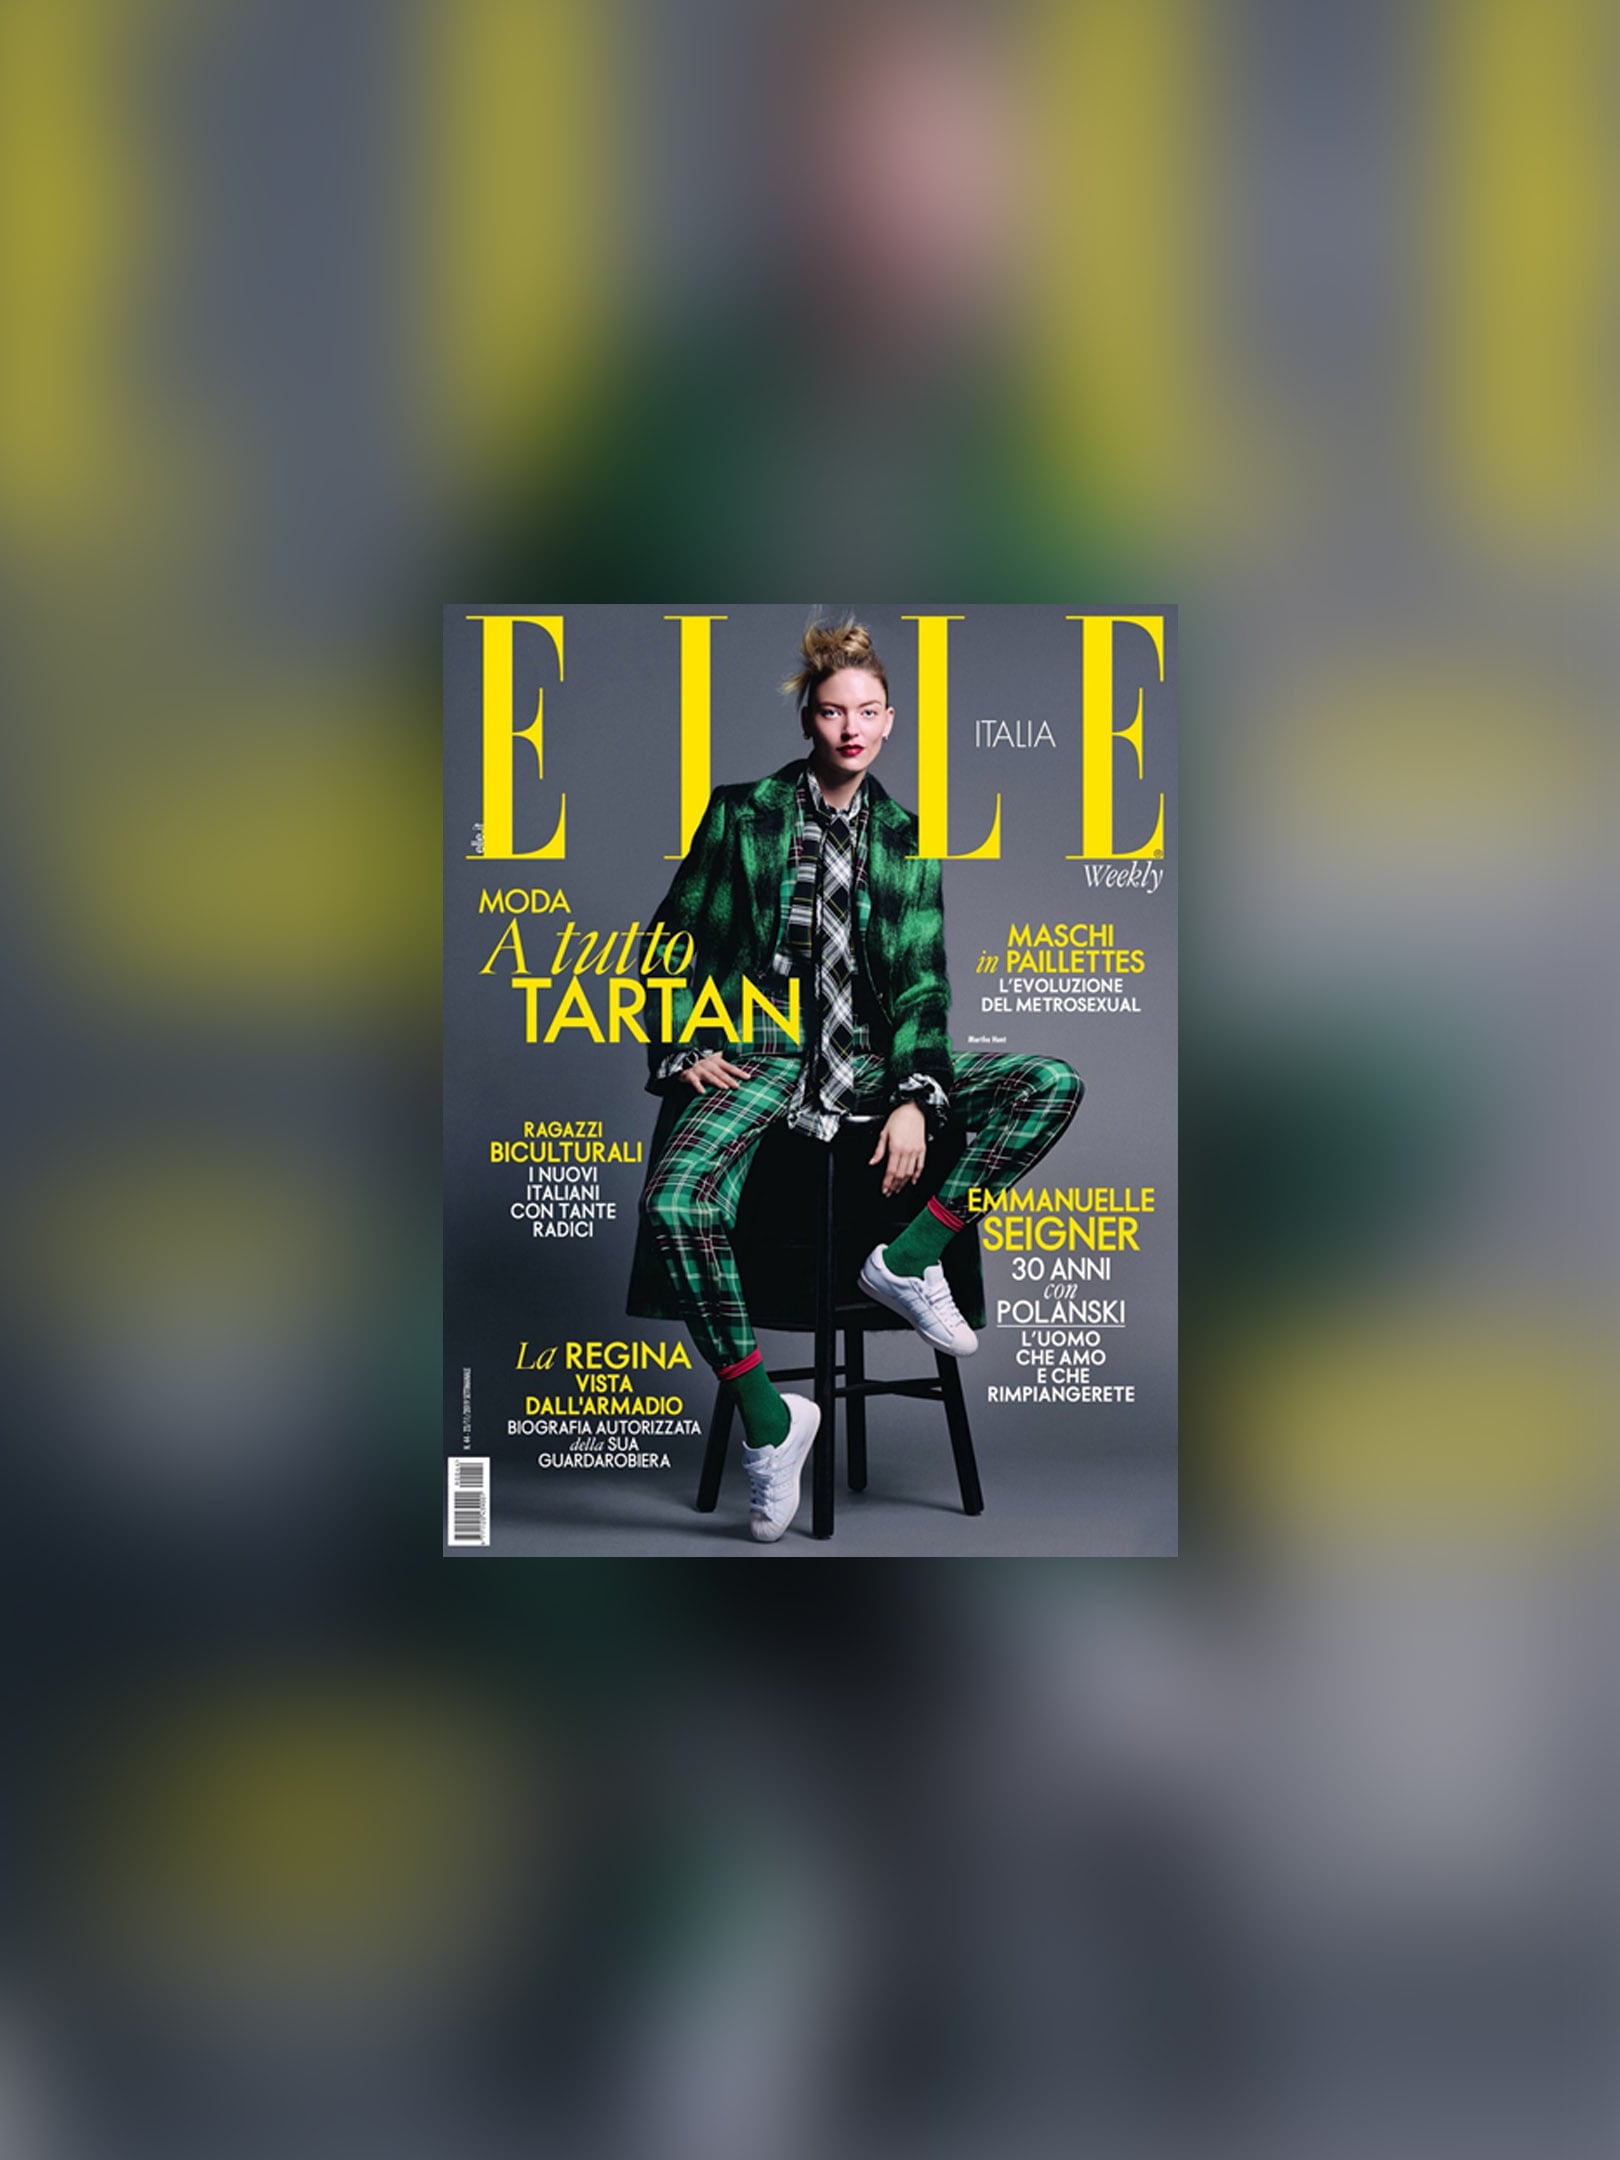 ELLE
ITALIA
elle.it
Weekly
MODA
A tutto
TARTAN
MASCHI
in PAILLETTES
L'EVOLUZIONE
DEL METROSEXUAL
Martha Hunt
RAGAZZI
BICULTURALI
I NUOVI
ITALIANI
CON TANTE
RADICI
EMMANUELLE
SEIGNER
30 ANNI
con
POLANSKI
L'UOMO
CHE AMO
E CHE
RIMPIANGERETE
La REGINA
VISTA
DALL'ARMADIO
BIOGRAFIA AUTORIZZATA
della SUA
GUARDAROBIERA